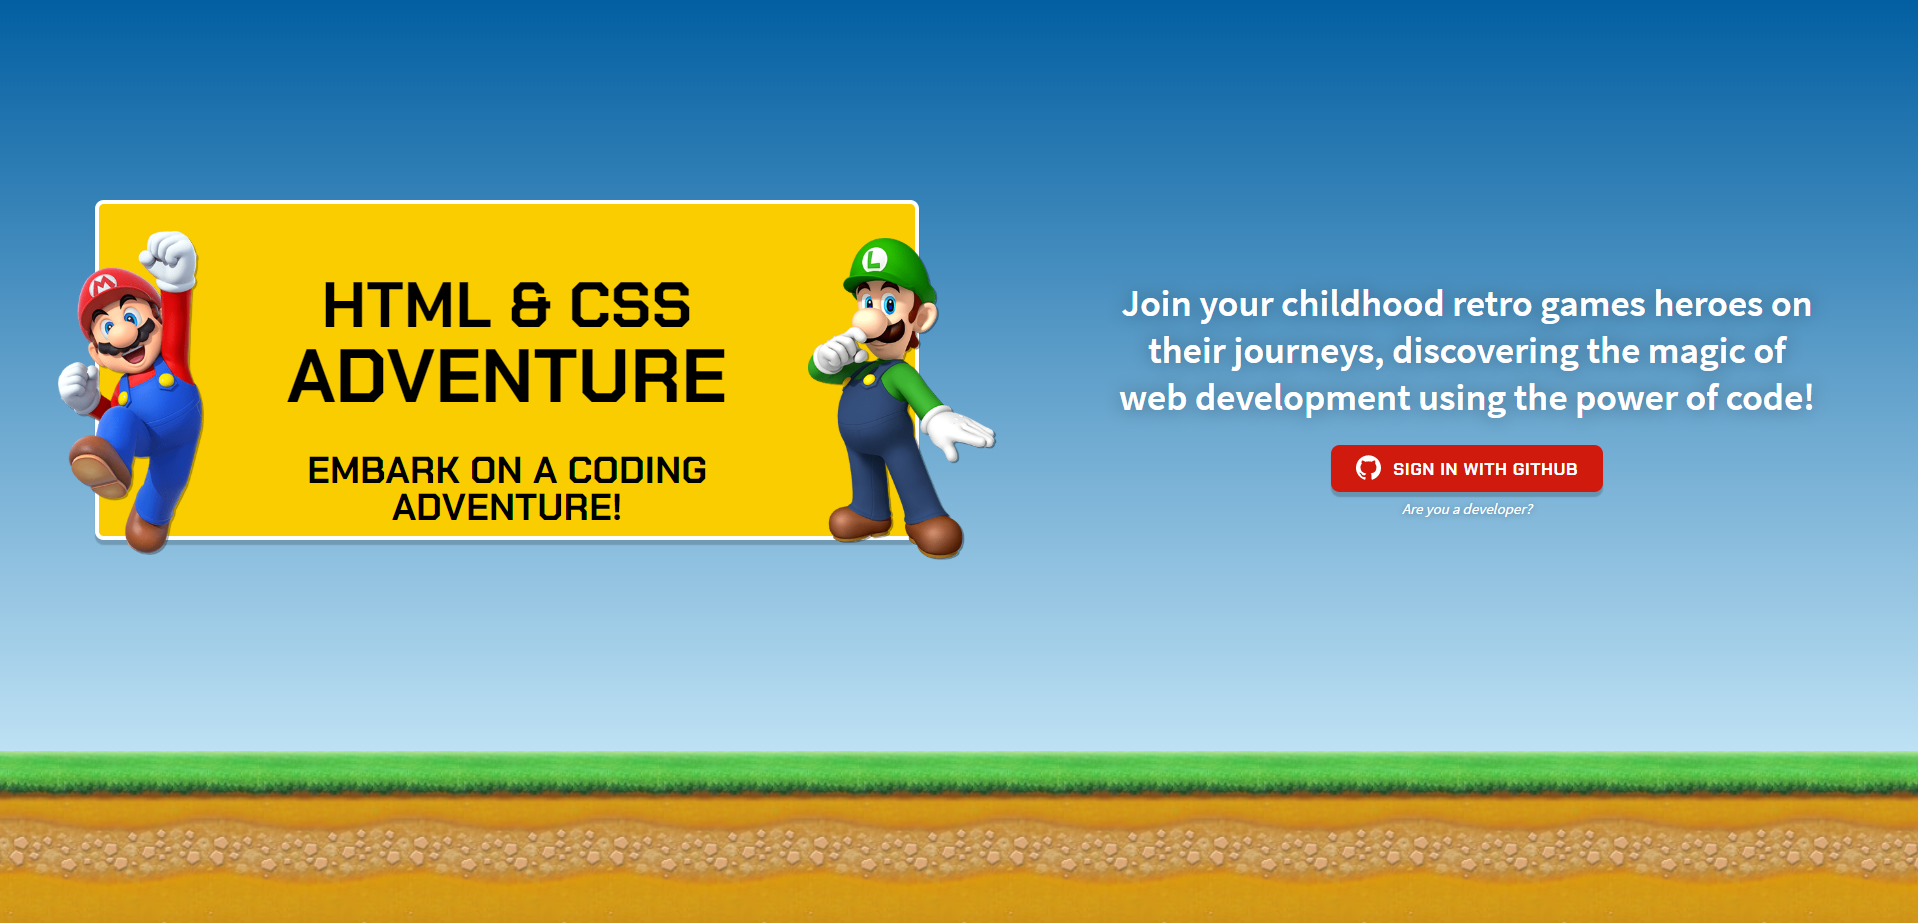 HTML & CSS
ADVENTURE
EMBARK ON A CODING
ADVENTURE!
M
L
Join your childhood retro games heroes on
their journeys, discovering the magic of
web development using the power of code!
SIGN IN WITH GITHUB
Are you a developer?